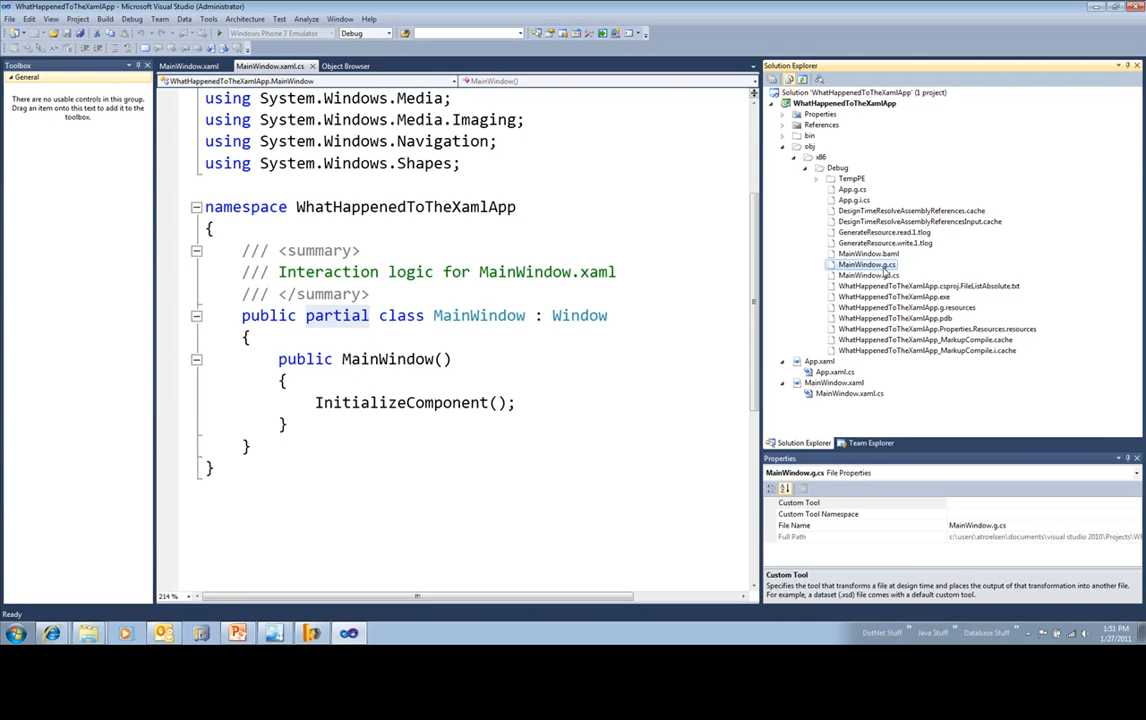 WhatHappenedToTheXamlApp - Microsoft Visual Studio (Administrator)
File Edit View Project Build Debug Team Data Tools Architecture Test Analyze Window Help
Windows Phone 7 Emulator Debug
Toolbox
General
There are no usable controls in this group.
Drag an item onto this text to add it to the
toolbox.
MainWindow.xaml MainWindow.xaml.cs Object Browser
WhatHappenedToTheXamlApp.MainWindow MainWindow()
using System.Windows.Media;
using System.Windows.Media.Imaging;
using System.Windows.Navigation;
using System.Windows.Shapes;
namespace WhatHappenedToTheXamlApp
{
/// <summary>
/// Interaction logic for MainWindow.xaml
/// </summary>
public partial class MainWindow : Window
{
public MainWindow()
{
InitializeComponent();
}
}
}
214 %
Solution Explorer
Solution 'WhatHappenedToTheXamlApp' (1 project)
WhatHappenedToTheXamlApp
Properties
References
bin
obj
x86
Debug
TempPE
App.g.cs
App.g.i.cs
DesignTimeResolveAssemblyReferences.cache
DesignTimeResolveAssemblyReferencesInput.cache
GenerateResource.read.1.tlog
GenerateResource.write.1.tlog
MainWindow.baml
MainWindow.g.cs
WhatHappenedToTheXamlApp.csproj.FileListAbsolute.txt
WhatHappenedToTheXamlApp.exe
WhatHappenedToTheXamlApp.g.resources
WhatHappenedToTheXamlApp.pdb
WhatHappenedToTheXamlApp.Properties.Resources.resources
WhatHappenedToTheXamlApp_MarkupCompile.cache
WhatHappenedToTheXamlApp_MarkupCompile.i.cache
App.xaml
App.xaml.cs
MainWindow.xaml
MainWindow.xaml.cs
Solution Explorer Team Explorer
Properties
MainWindow.g.cs File Properties
Custom Tool
Custom Tool Namespace
File Name MainWindow.g.cs
Full Path c:\users\atroelsen\documents\visual studio 2010\Projects\W
Custom Tool
Specifies the tool that transforms a file at design time and places the output of that transformation into another file.
For example, a dataset (.xsd) file comes with a default custom tool.
Ready
DotNet Stuff » Java Stuff » Database Stuff »
1:51 PM
1/27/2011